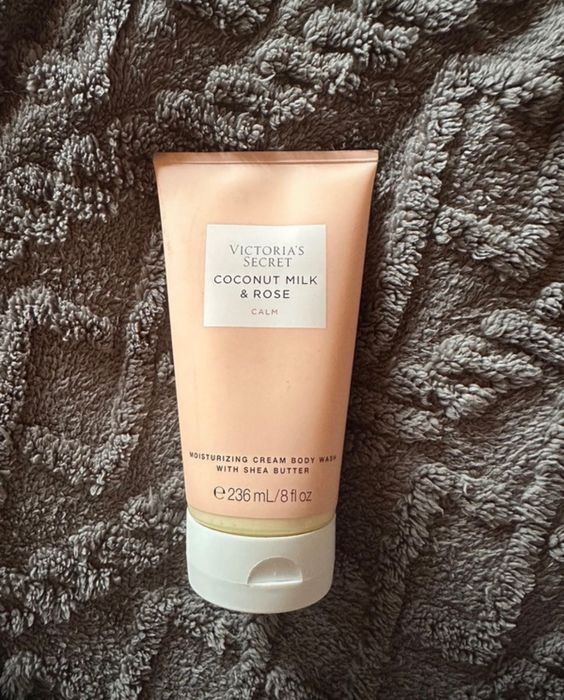 VICTORIA'S
SECRET
COCONUT MILK
& ROSE
CALM
MOISTURIZING CREAM BODY WASH
WITH SHEA BUTTER
℮ 236 mL/8 fl oz